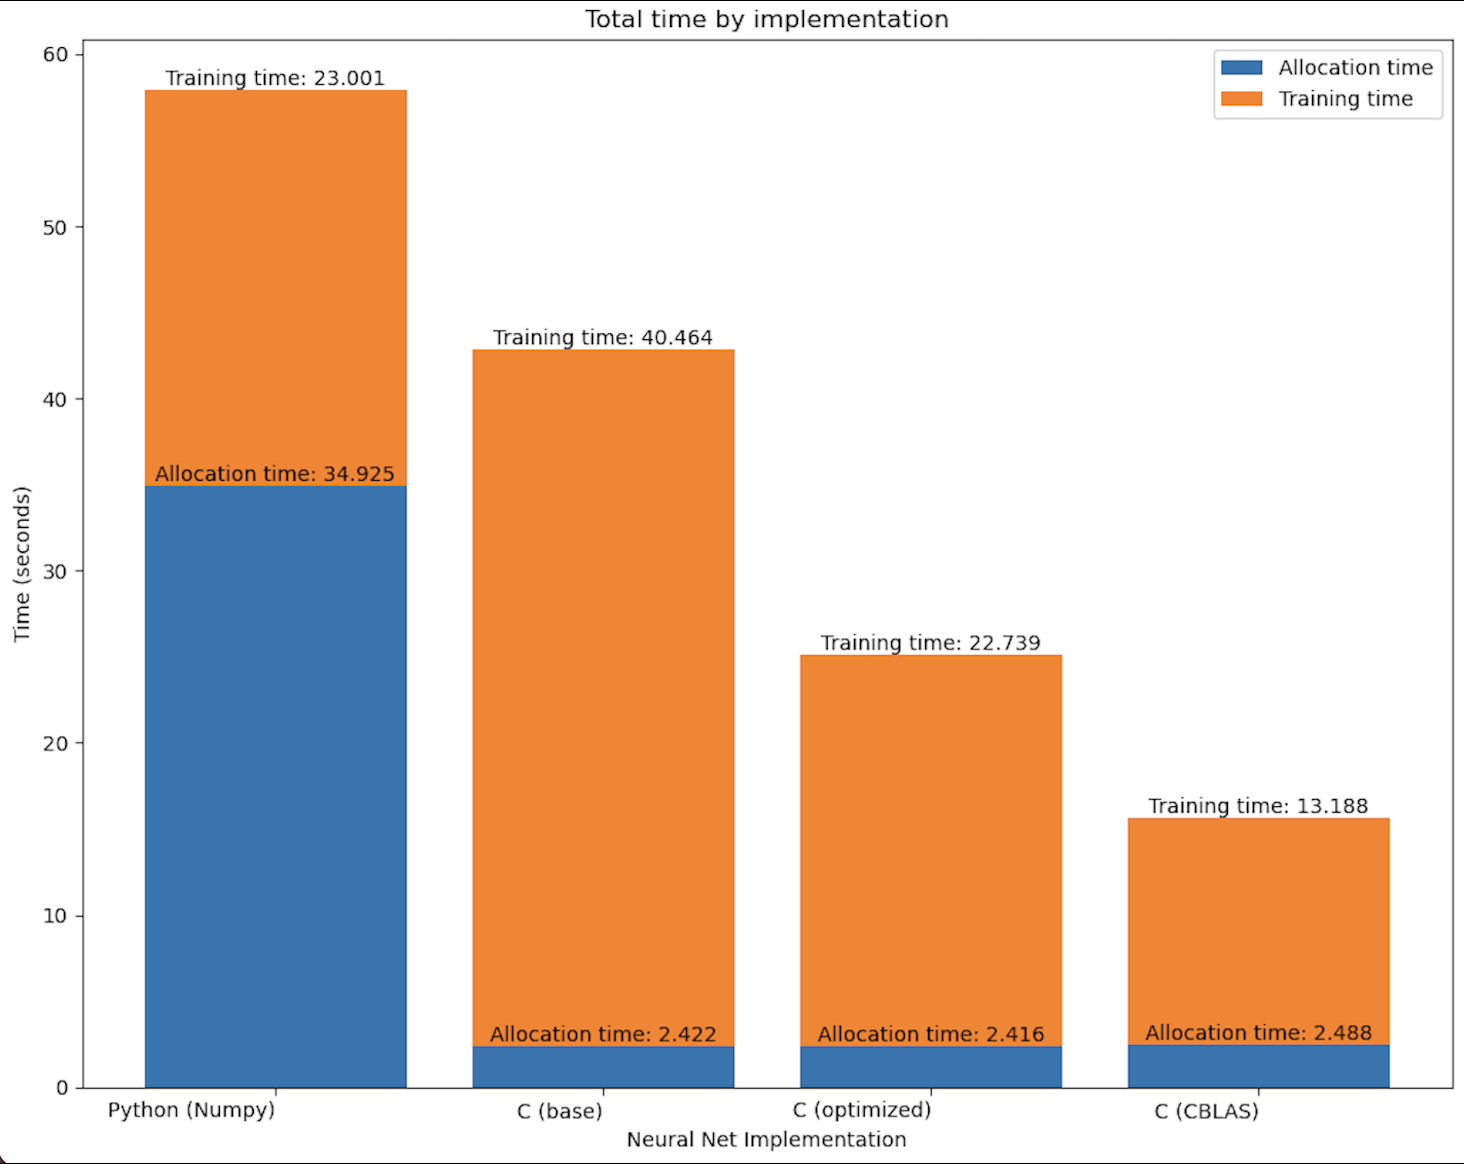 Total time by implementation
60
50
40
30
20
10
0
Time (seconds)
Allocation time
Training time
Training time: 23.001
Allocation time: 34.925
Training time: 40.464
Allocation time: 2.422
Training time: 22.739
Allocation time: 2.416
Training time: 13.188
Allocation time: 2.488
Python (Numpy)
C (base)
C (optimized)
C (CBLAS)
Neural Net Implementation